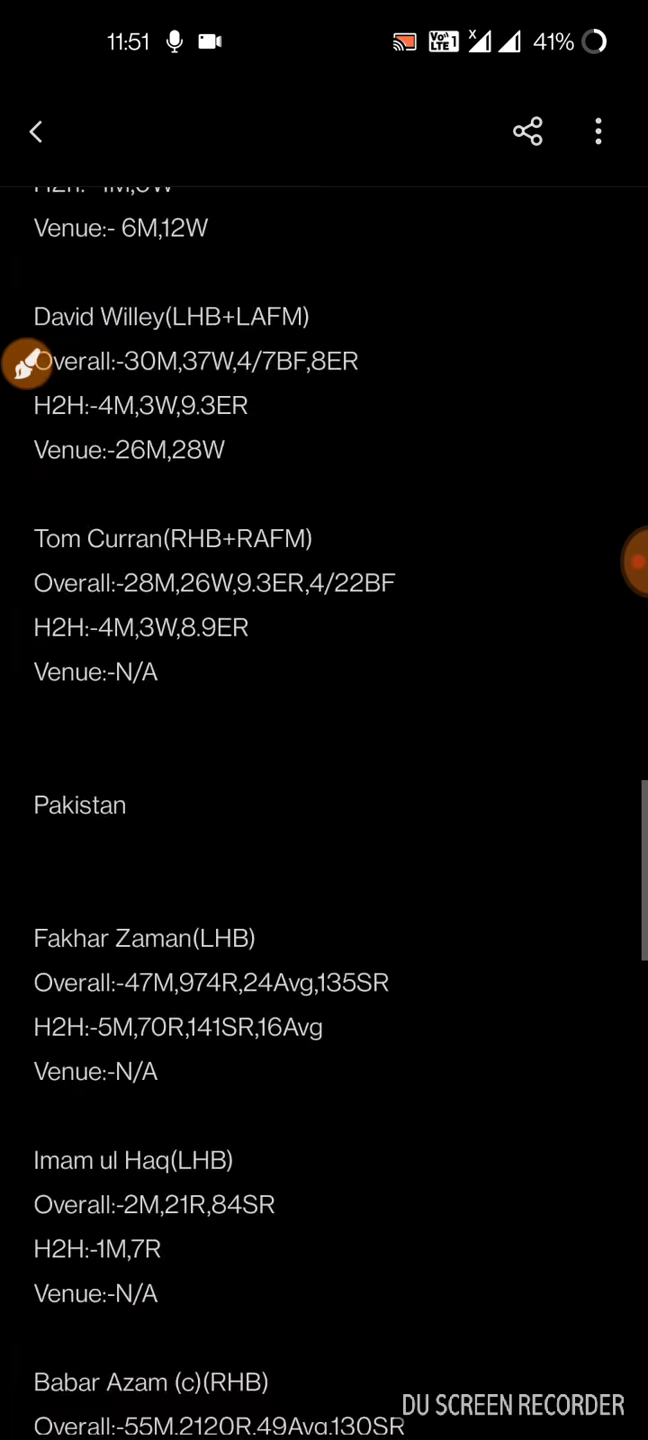 11:51
Vo)) LTE 1
X
41%
Venue:- 6M,12W
David Willey(LHB+LAFM)
Overall:-30M,37W,4/7BF,8ER
H2H:-4M,3W,9.3ER
Venue:-26M,28W
Tom Curran(RHB+RAFM)
Overall:-28M,26W,9.3ER,4/22BF
H2H:-4M,3W,8.9ER
Venue:-N/A
Pakistan
Fakhar Zaman(LHB)
Overall:-47M,974R,24Avg,135SR
H2H:-5M,70R,141SR,16Avg
Venue:-N/A
Imam ul Haq(LHB)
Overall:-2M,21R,84SR
H2H:-1M,7R
Venue:-N/A
Babar Azam (c)(RHB)
Overall:-55M,2120R,49Avg,130SR
DU SCREEN RECORDER